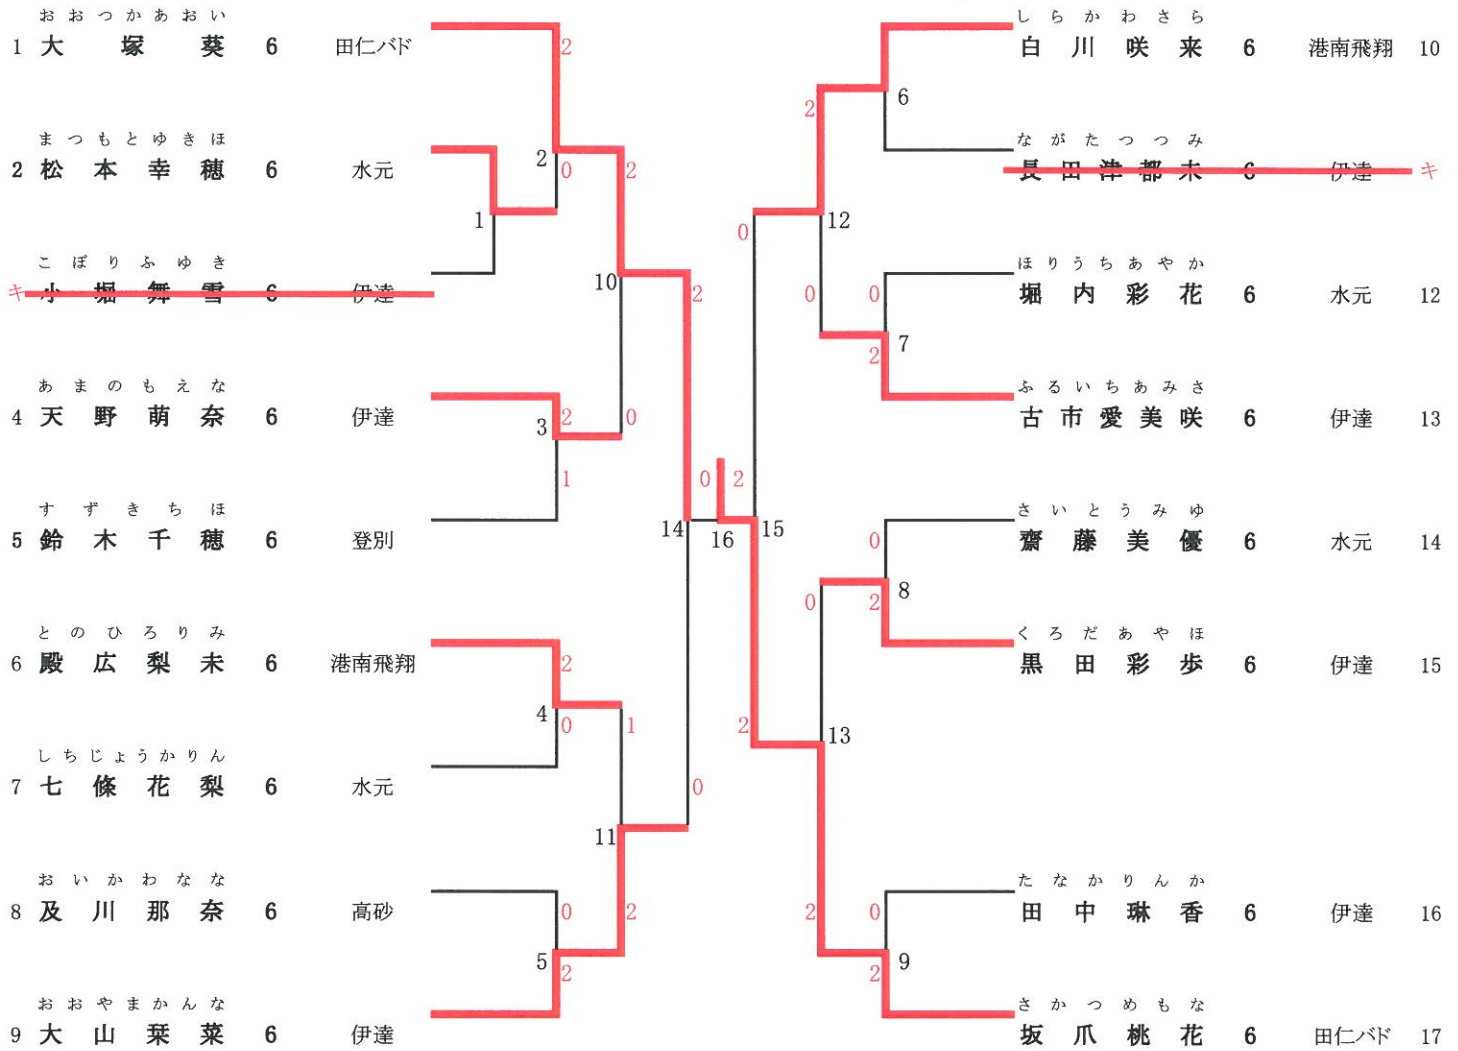 おおつかあおい
1 大塚葵 6 田仁バド
まつもとゆきほ
2 松本幸穂 6 水元
こぼりふゆき
キ 小堀舞雪 6 伊達
あまのもえな
4 天野萌奈 6 伊達
すずきちほ
5 鈴木千穂 6 登別
とのひろりみ
6 殿広梨未 6 港南飛翔
しちじょうかりん
7 七條花梨 6 水元
おいかわなな
8 及川那奈 6 高砂
おおやまかんな
9 大山栞菜 6 伊達
2
2
0
2
1
10
2
2
0
3
1
14
2
4
0
1
0
11
0
2
5
2
0
2
16
15
2
6
12
0
0
0
7
2
0
0
2
8
2
13
2
0
9
2
しらかわさら
白川咲来 6 港南飛翔 10
ながたつつみ
長田津都未 6 伊達 キ
ほりうちあやか
堀内彩花 6 水元 12
ふるいちあみさ
古市愛美咲 6 伊達 13
さいとうみゆ
齋藤美優 6 水元 14
くろだあやほ
黒田彩歩 6 伊達 15
たなかりんか
田中琳香 6 伊達 16
さかつめもな
坂爪桃花 6 田仁バド 17